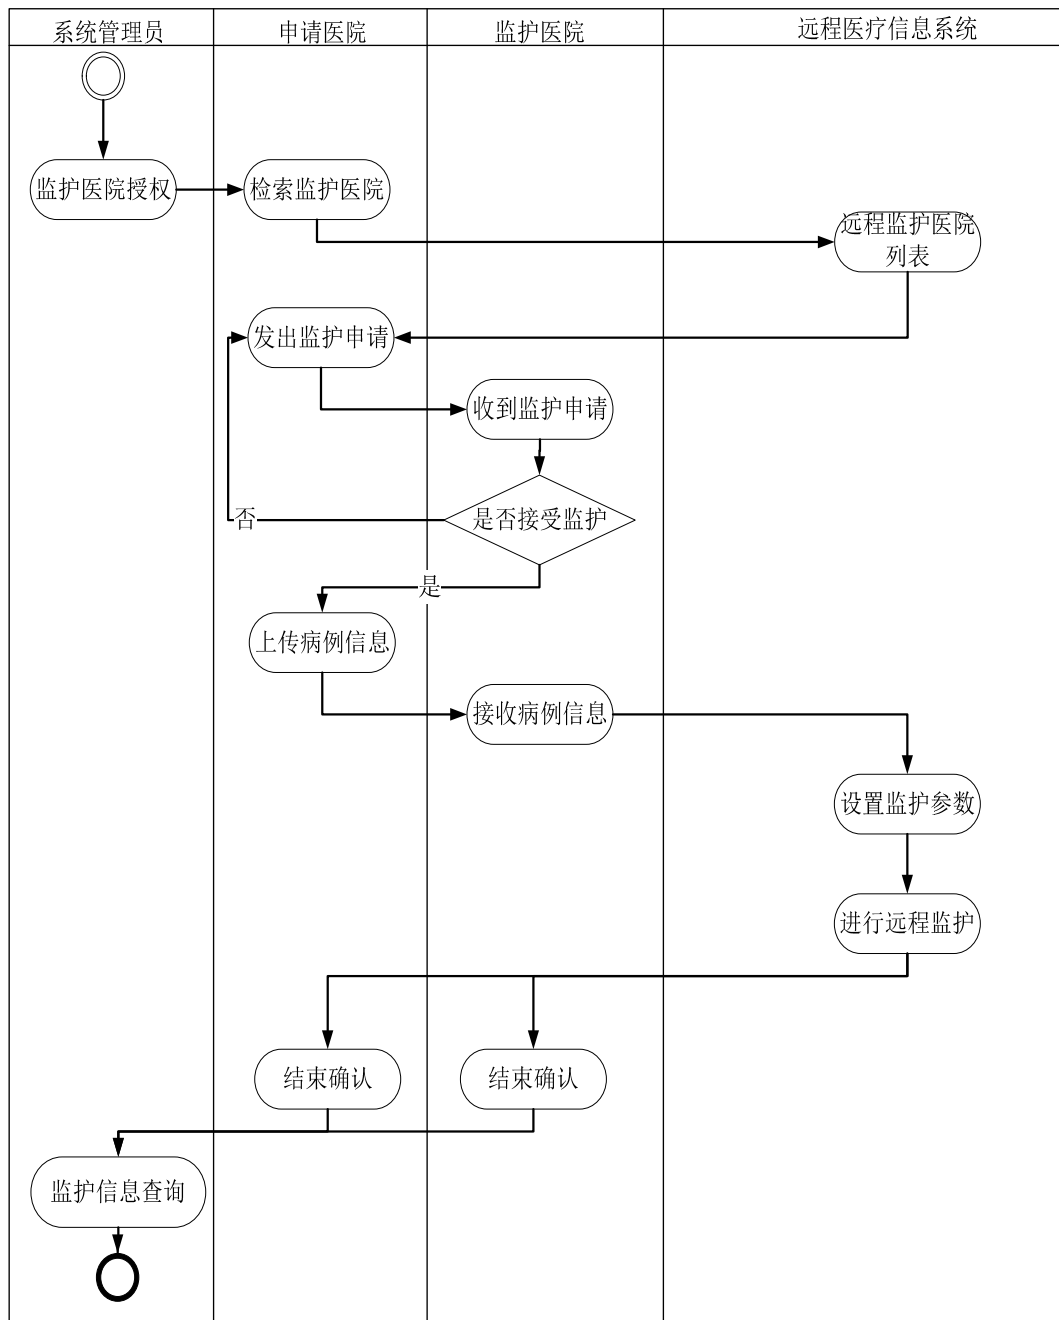 系统管理员
申请医院
监护医院
远程医疗信息系统
监护医院授权
检索监护医院
远程监护医院
列表
发出监护申请
收到监护申请
是否接受监护
否
是
上传病例信息
接收病例信息
设置监护参数
进行远程监护
结束确认
结束确认
监护信息查询